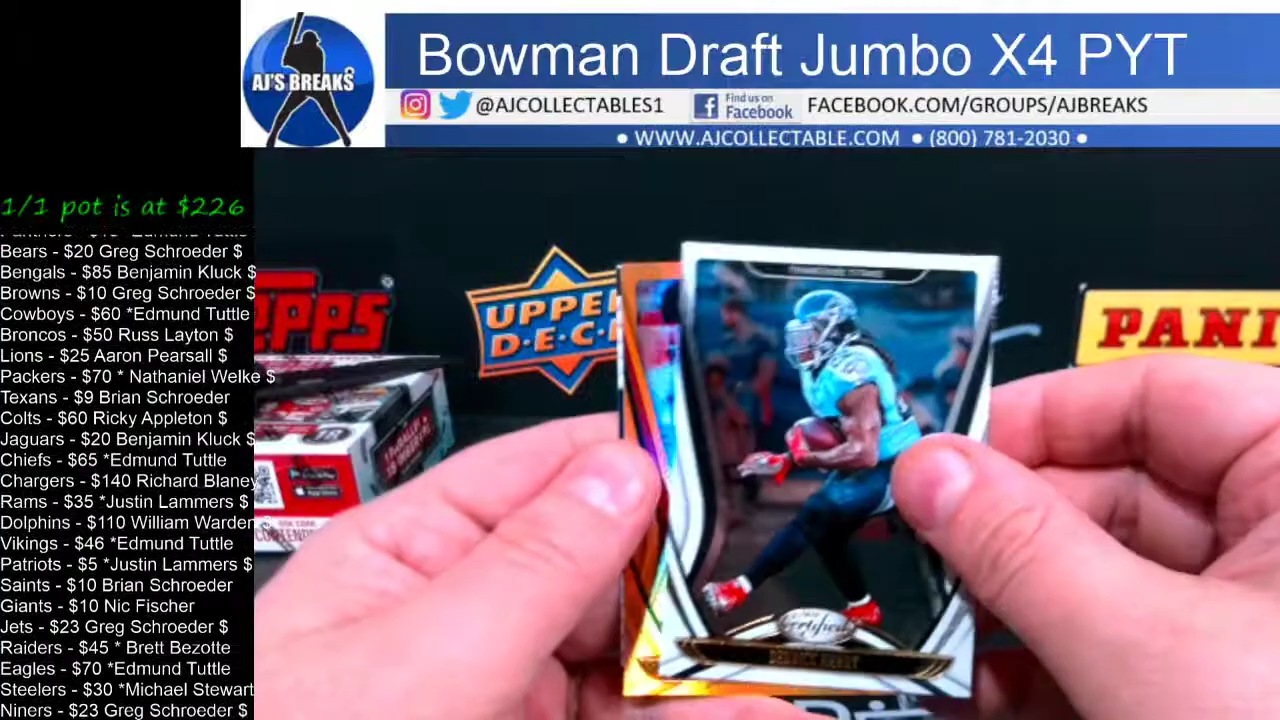 Bowman Draft Jumbo X4 PYT
AJ'S BREAKS
@AJCOLLECTABLES1
Find us on
Facebook
FACEBOOK.COM/GROUPS/AJBREAKS
• WWW.AJCOLLECTABLE.COM • (800) 781-2030 •
1/1 pot is at $226
Bears - $20 Greg Schroeder $
Bengals - $85 Benjamin Kluck $
Browns - $10 Greg Schroeder $
Cowboys - $60 *Edmund Tuttle
Broncos - $50 Russ Layton $
Lions - $25 Aaron Pearsall $
Packers - $70 * Nathaniel Welke $
Texans - $9 Brian Schroeder
Colts - $60 Ricky Appleton $
Jaguars - $20 Benjamin Kluck $
Chiefs - $65 *Edmund Tuttle
Chargers - $140 Richard Blaney
Rams - $35 *Justin Lammers $
Dolphins - $110 William Warden
Vikings - $46 *Edmund Tuttle
Patriots - $5 *Justin Lammers $
Saints - $10 Brian Schroeder
Giants - $10 Nic Fischer
Jets - $23 Greg Schroeder $
Raiders - $45 * Brett Bezotte
Eagles - $70 *Edmund Tuttle
Steelers - $30 *Michael Stewart
Niners - $23 Greg Schroeder $
OPPS
UPPE
D·E·C
PANI
Certified
DERRICK HENRY